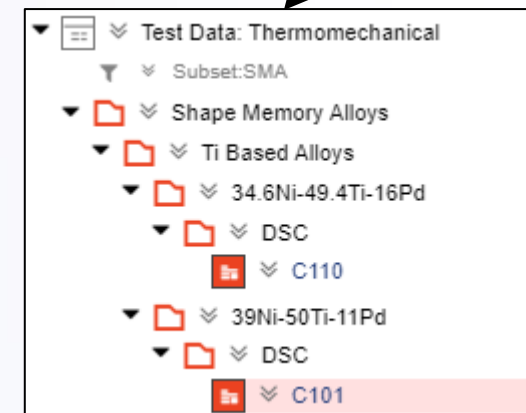 Test Data: Thermomechanical
Subset:SMA
Shape Memory Alloys
Ti Based Alloys
34.6Ni-49.4Ti-16Pd
DSC
C110
39Ni-50Ti-11Pd
DSC
C101